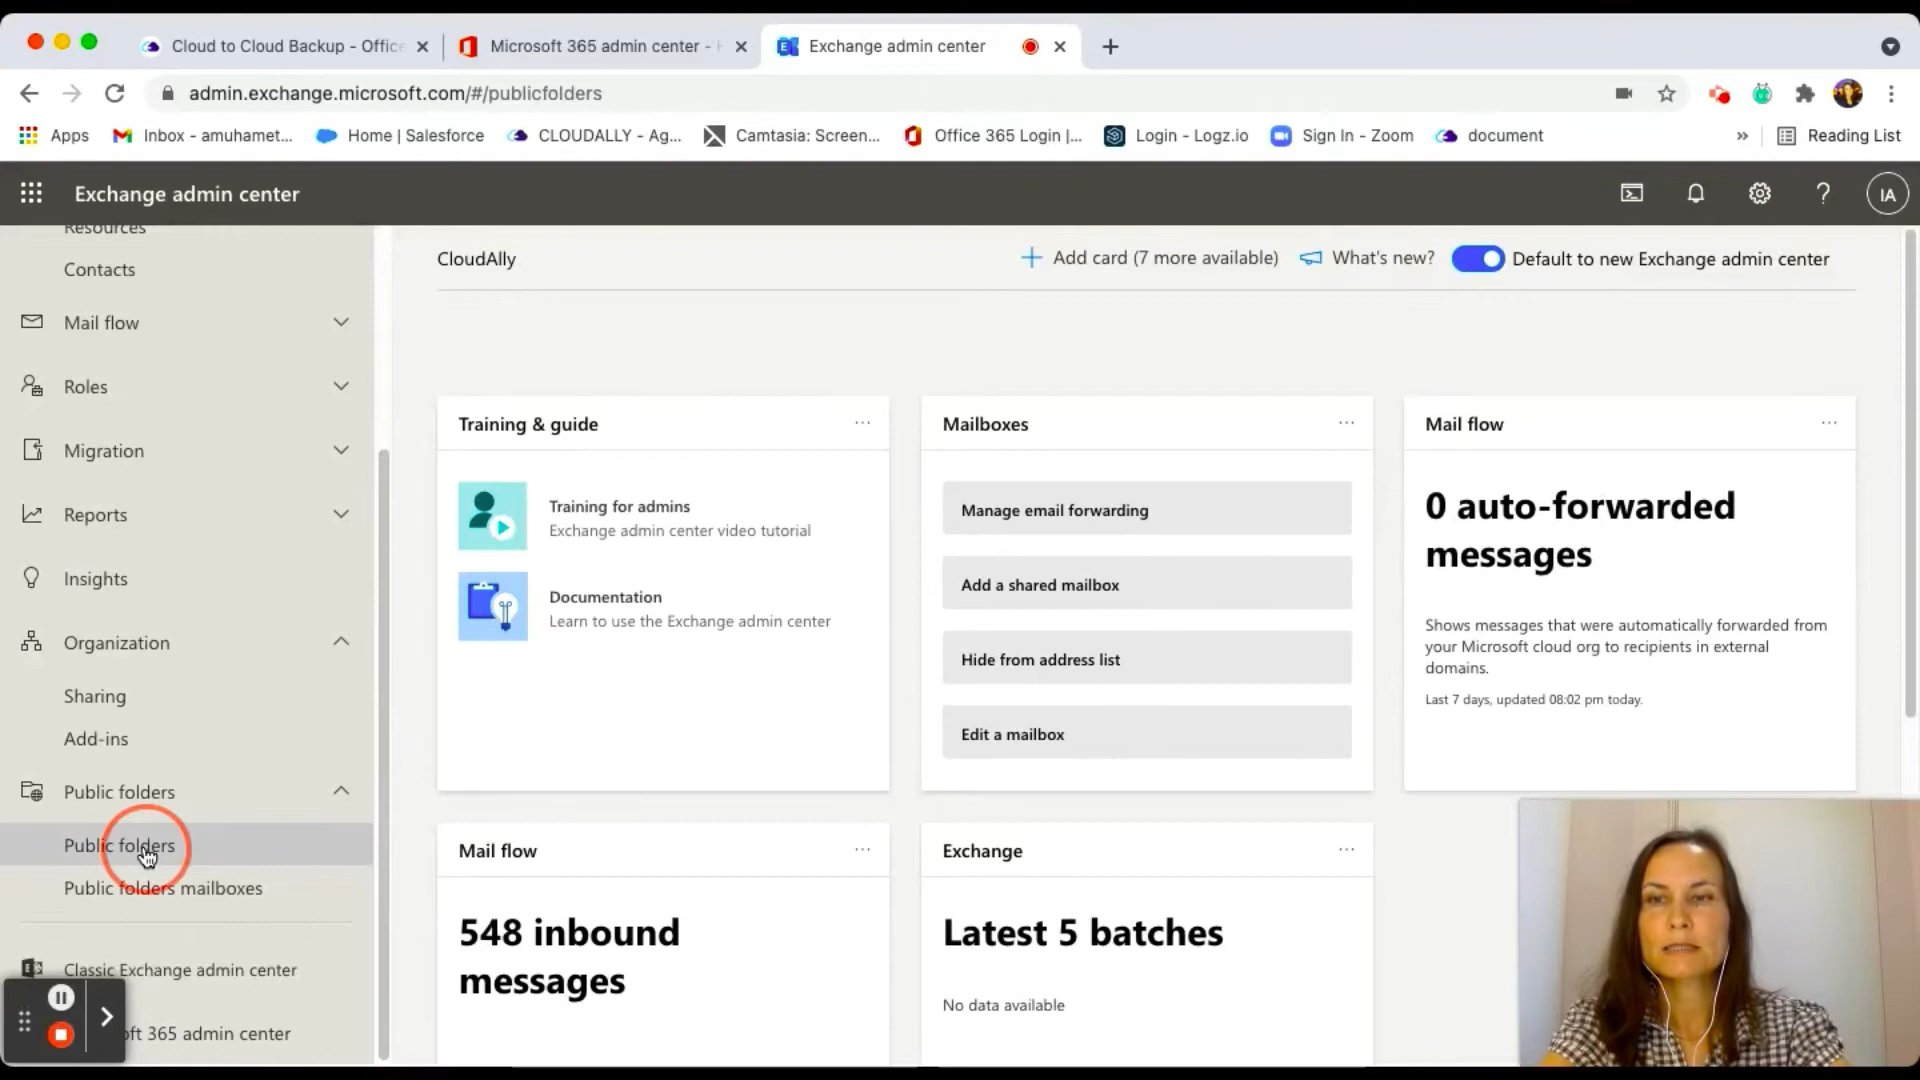 Cloud to Cloud Backup - Office
Microsoft 365 admin center - H
Exchange admin center
admin.exchange.microsoft.com/#/publicfolders
Apps
Inbox - amuhamet...
Home | Salesforce
CLOUDALLY - Ag...
Camtasia: Screen...
Office 365 Login |...
Login - Logz.io
Sign In - Zoom
document
»
Reading List
Exchange admin center
IA
Resources
Contacts
Mail flow
Roles
Migration
Reports
Insights
Organization
Sharing
Add-ins
Public folders
Public folders
Public folders mailboxes
Classic Exchange admin center
oft 365 admin center
CloudAlly
Add card (7 more available)
What's new?
Default to new Exchange admin center
Training & guide
Training for admins
Exchange admin center video tutorial
Documentation
Learn to use the Exchange admin center
Mailboxes
Manage email forwarding
Add a shared mailbox
Hide from address list
Edit a mailbox
Mail flow
0 auto-forwarded
messages
Shows messages that were automatically forwarded from
your Microsoft cloud org to recipients in external
domains.
Last 7 days, updated 08:02 pm today.
Mail flow
548 inbound
messages
Exchange
Latest 5 batches
No data available